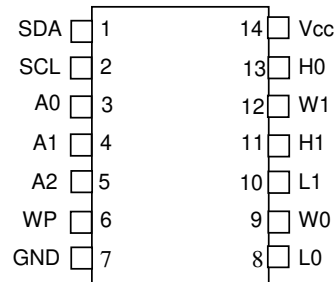 SDA 1 14 Vcc
SCL 2 13 H0
A0 3 12 W1
A1 4 11 H1
A2 5 10 L1
WP 6 9 W0
GND 7 8 L0